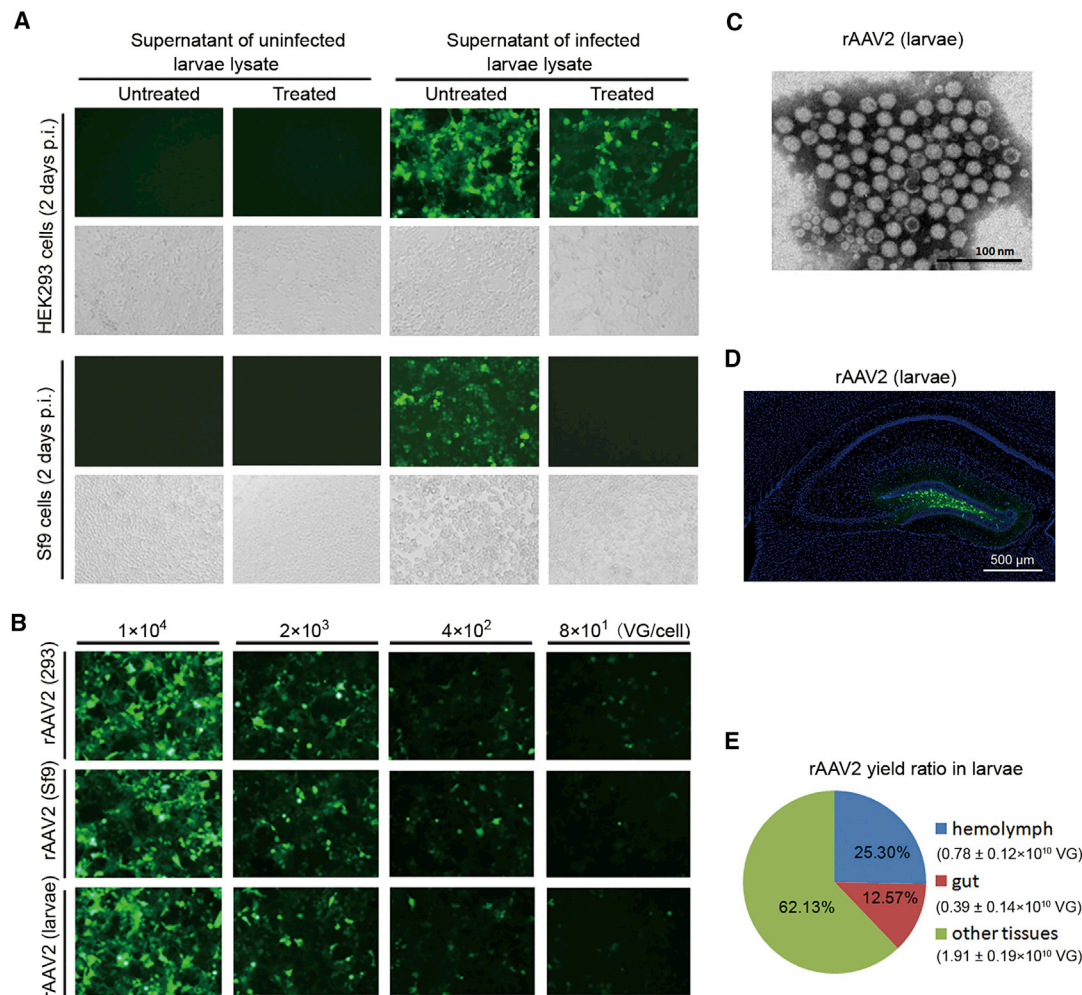 A
Supernatant of uninfected
larvae lysate
Supernatant of infected
larvae lysate
Untreated
Treated
Untreated
Treated
HEK293 cells (2 days p.i.)
Sf9 cells (2 days p.i.)
B
1×10⁴
2×10³
4×10²
8×10¹ (VG/cell)
rAAV2 (293)
rAAV2 (Sf9)
rAAV2 (larvae)
C
rAAV2 (larvae)
100 nm
D
rAAV2 (larvae)
500 µm
E
rAAV2 yield ratio in larvae
25.30%
12.57%
62.13%
hemolymph
(0.78 ± 0.12×10¹⁰ VG)
gut
(0.39 ± 0.14×10¹⁰ VG)
other tissues
(1.91 ± 0.19×10¹⁰ VG)